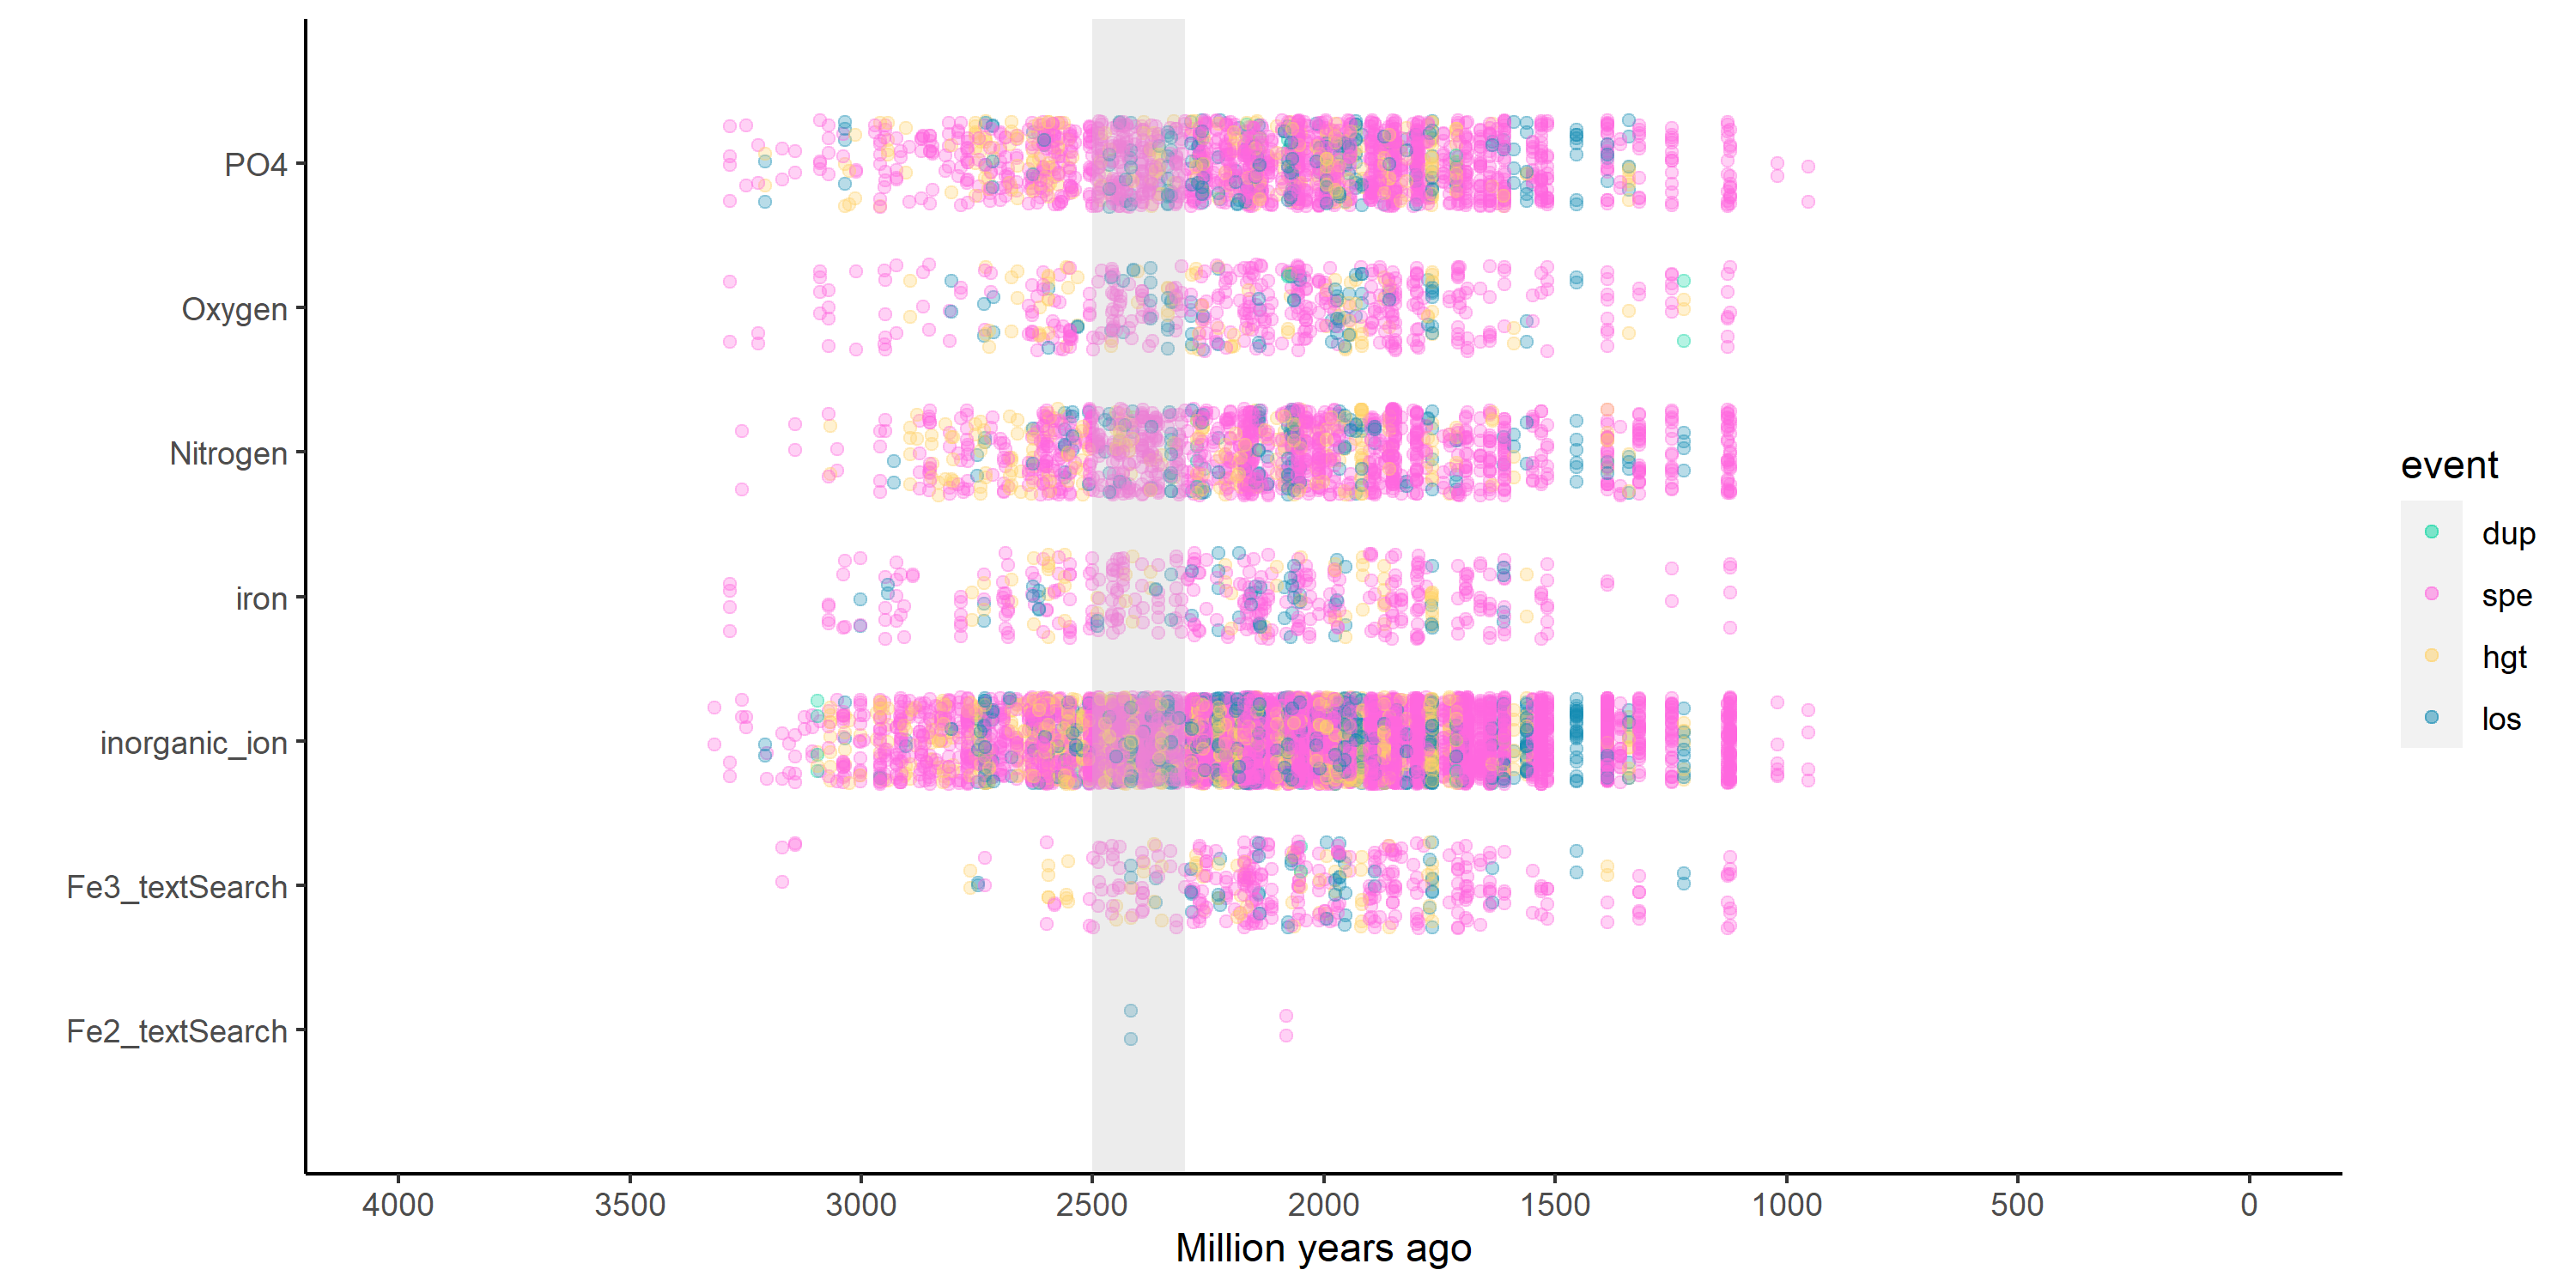 PO4
Oxygen
Nitrogen
iron
inorganic_ion
Fe3_textSearch
Fe2_textSearch
4000 3500 3000 2500 2000 1500 1000 500 0
Million years ago
event
dup
spe
hgt
los